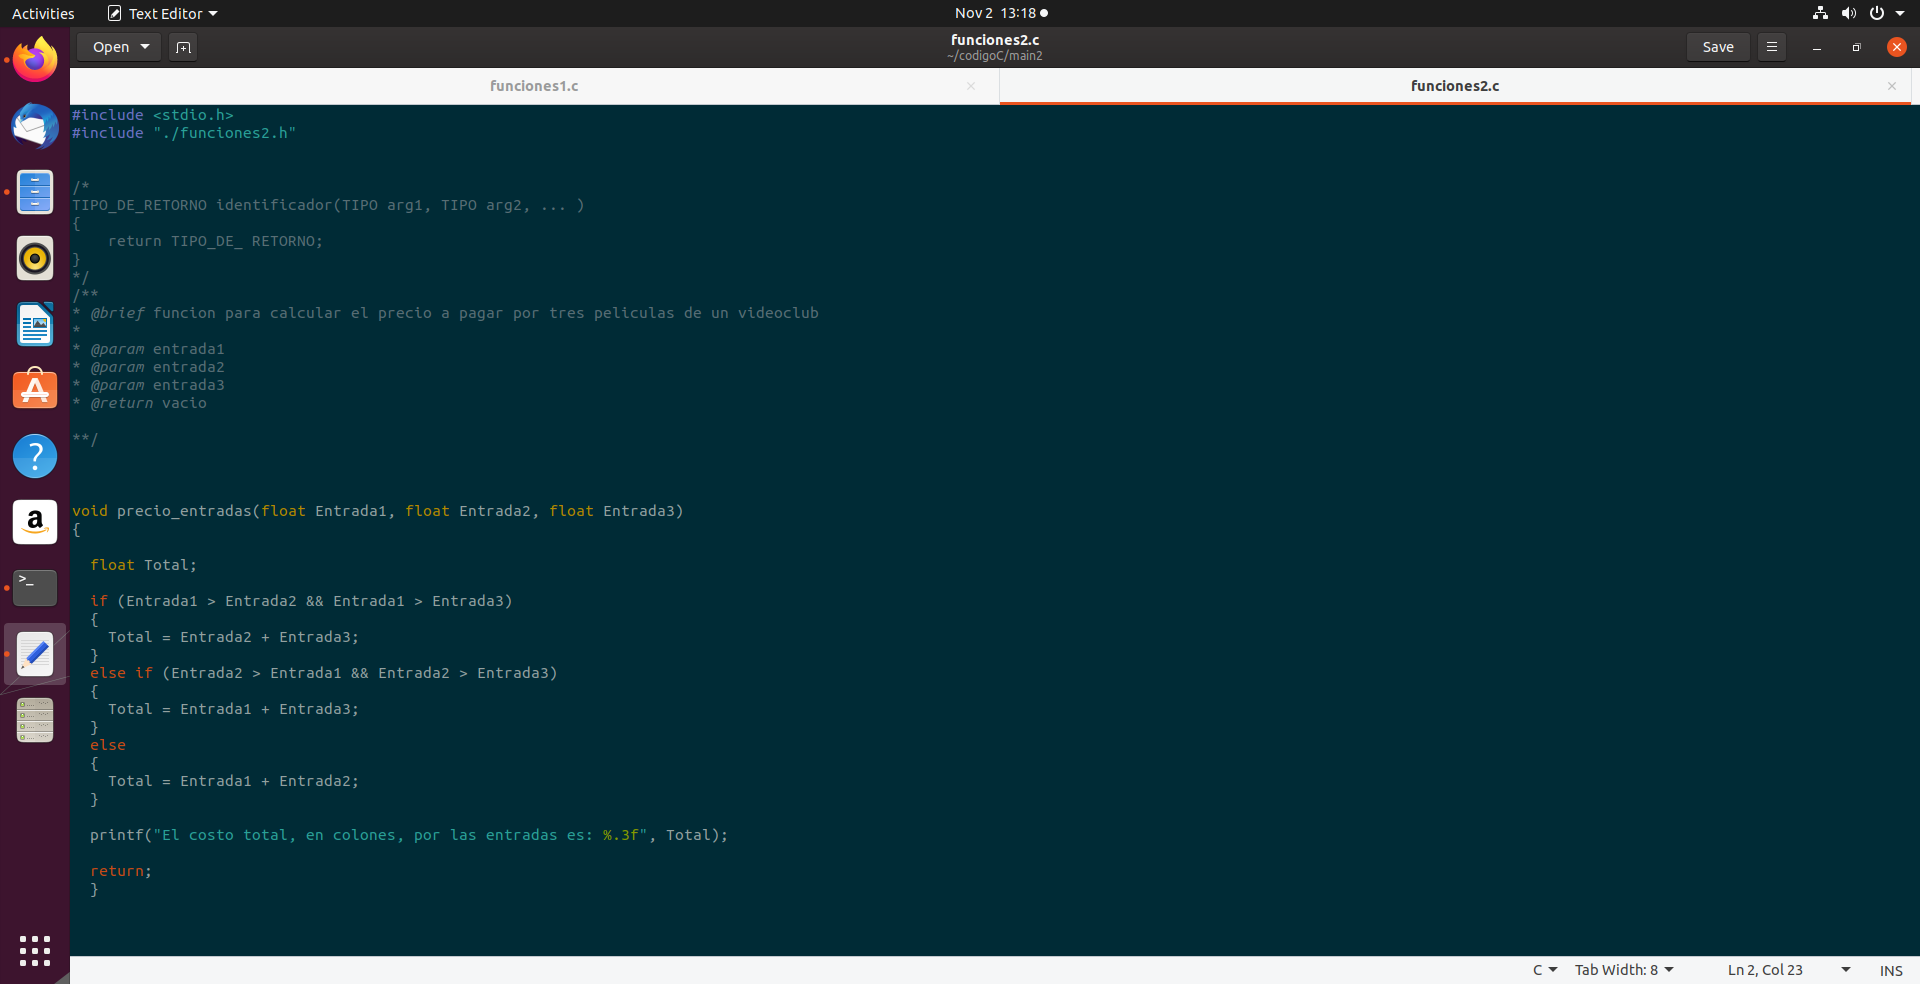 Activities Text Editor Nov 2 13:18
Open funciones2.c Save
~/codigoC/main2
funciones1.c funciones2.c
#include <stdio.h>
#include "./funciones2.h"
/*
TIPO_DE_RETORNO identificador(TIPO arg1, TIPO arg2, ... )
{
return TIPO_DE_ RETORNO;
}
*/
/**
* @brief funcion para calcular el precio a pagar por tres peliculas de un videoclub
*
* @param entrada1
* @param entrada2
* @param entrada3
* @return vacio
**/
void precio_entradas(float Entrada1, float Entrada2, float Entrada3)
{
float Total;
if (Entrada1 > Entrada2 && Entrada1 > Entrada3)
{
Total = Entrada2 + Entrada3;
}
else if (Entrada2 > Entrada1 && Entrada2 > Entrada3)
{
Total = Entrada1 + Entrada3;
}
else
{
Total = Entrada1 + Entrada2;
}
printf("El costo total, en colones, por las entradas es: %.3f", Total);
return;
}
C Tab Width: 8 Ln 2, Col 23 INS